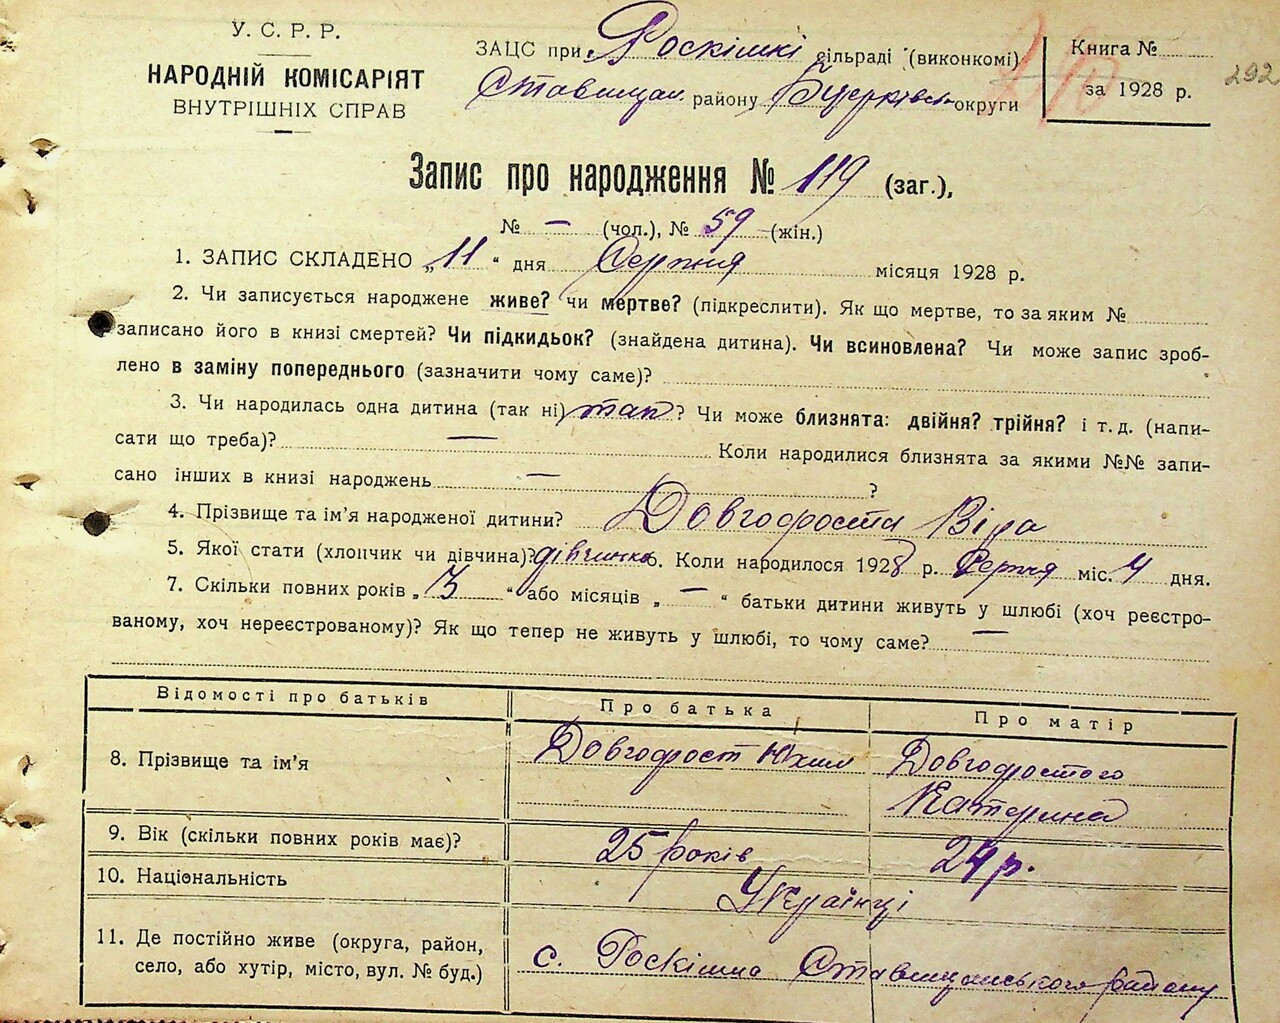 У. С. Р. Р.
НАРОДНІЙ КОМІСАРІЯТ
ВНУТРІШНІХ СПРАВ
ЗАЦС при Роскішкі сільраді (виконкомі)
Ставищан. району Б Церківсь округи
Книга №
за 1928 р.
292
240
Запис про народження № 119 (заг.),
№ — (чол.), № 59 (жін.)
1. ЗАПИС СКЛАДЕНО „11“ дня Серпня місяця 1928 р.
2. Чи записується народжене живе? чи мертве? (підкреслити). Як що мертве, то за яким №
записано його в книзі смертей? Чи підкидьок? (знайдена дитина). Чи всиновлена? Чи може запис зроб-
лено в заміну попереднього (зазначити чому саме)?
3. Чи народилась одна дитина (так ні) так? Чи може близнята: двійня? трійня? і т. д. (напи-
сати що треба)? — Коли народилися близнята за якими №№ запи-
сано інших в книзі народжень — ?
4. Прізвище та ім'я народженої дитини? Довгофоста Віра
5. Якої стати (хлопчик чи дівчина)? дівчинка 6. Коли народилося 1928 р. Серпня міс. 4 дня.
7. Скільки повних років „3“ або місяців „—“ батьки дитини живуть у шлюбі (хоч реєстро-
ваному, хоч нереєстрованому)? Як що тепер не живуть у шлюбі, то чому саме? —
Відомості про батьків
Про батька
Про матір
8. Прізвище та ім'я
Довгофост Юхим
Довгофостого
Катерина
9. Вік (скільки повних років має)?
25 років
24 р.
10. Національність
Українці
11. Де постійно живе (округа, район,
село, або хутір, місто, вул. № буд.)
с. Роскішна Ставищанського району